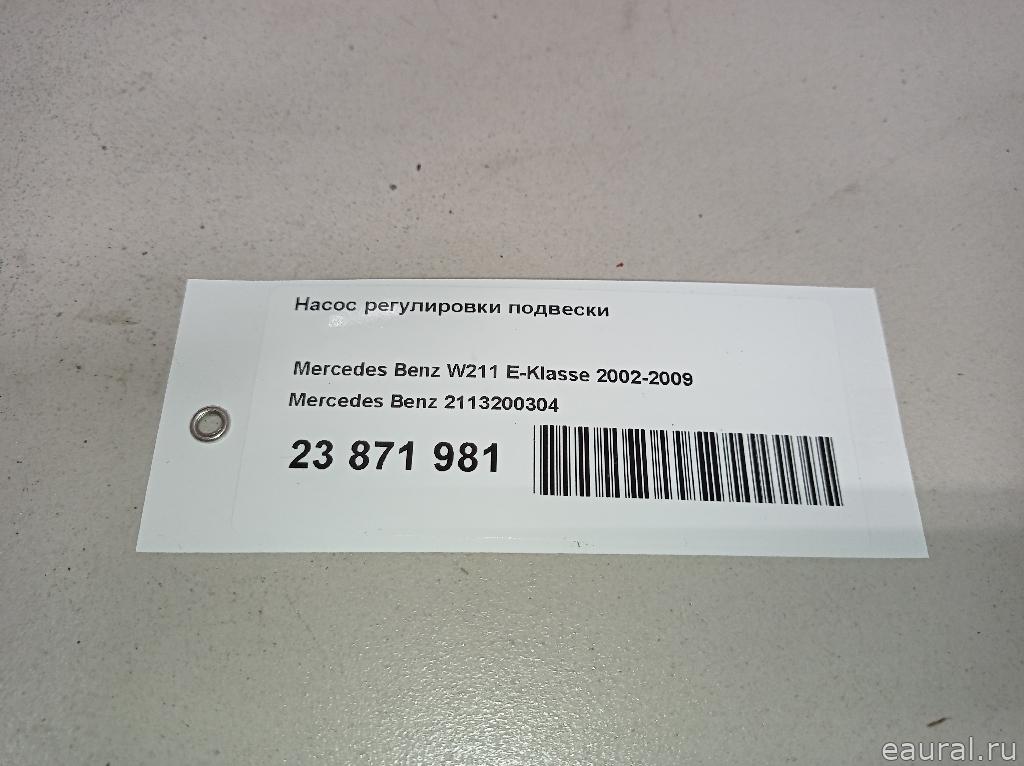 Насос регулировки подвески
Mercedes Benz W211 E-Klasse 2002-2009
Mercedes Benz 2113200304
23 871 981
eaural.ru